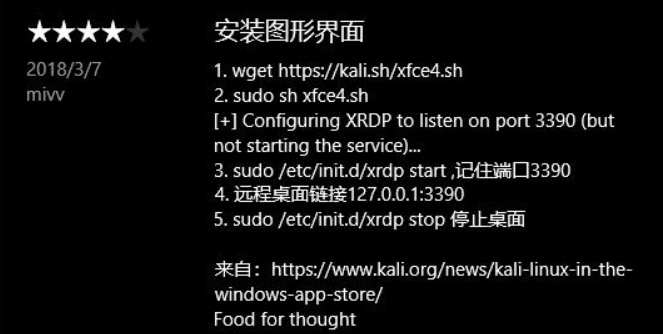 安装图形界面
2018/3/7
mivv
1. wget https://kali.sh/xfce4.sh
2. sudo sh xfce4.sh
[+] Configuring XRDP to listen on port 3390 (but
not starting the service)...
3. sudo /etc/init.d/xrdp start ,记住端口3390
4. 远程桌面链接127.0.0.1:3390
5. sudo /etc/init.d/xrdp stop 停止桌面
来自：https://www.kali.org/news/kali-linux-in-the-
windows-app-store/
Food for thought